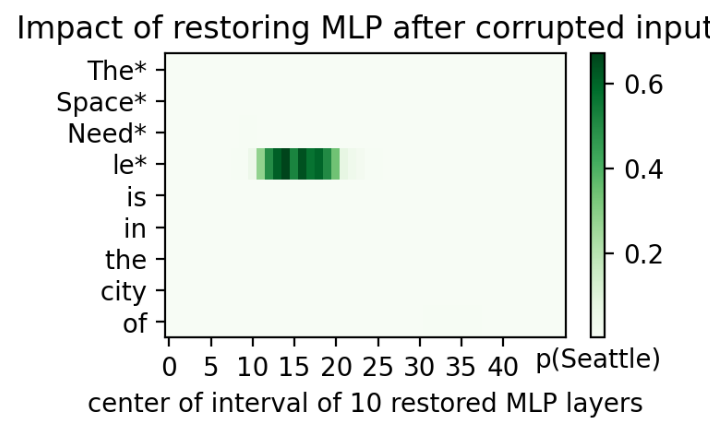 Impact of restoring MLP after corrupted input
The*
Space*
Need*
le*
is
in
the
city
of
0 5 10 15 20 25 30 35 40
0.6
0.4
0.2
p(Seattle)
center of interval of 10 restored MLP layers